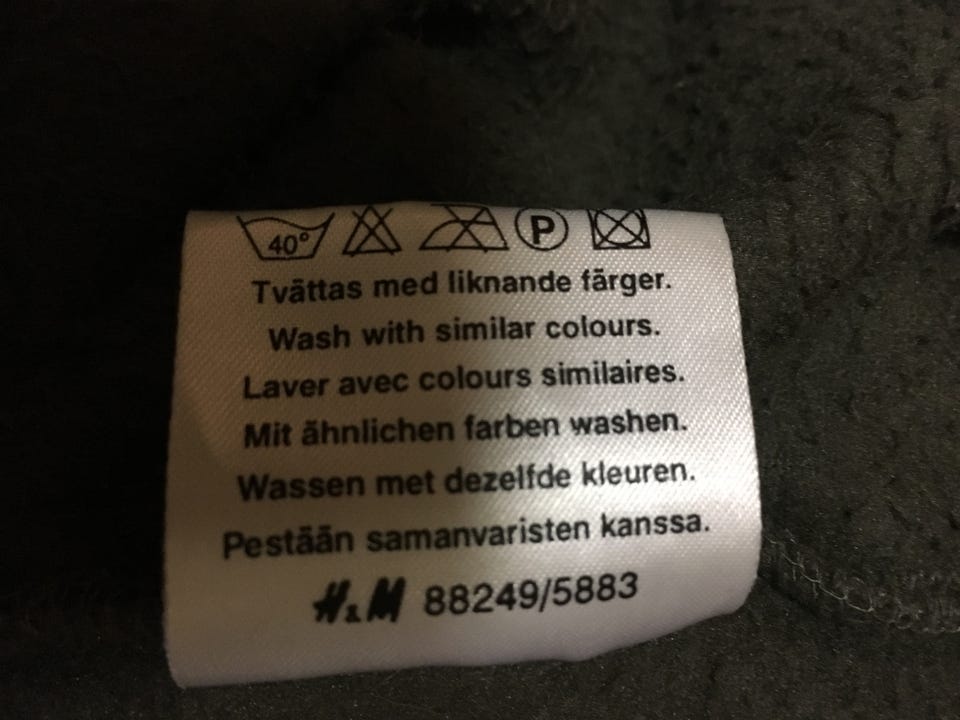 40°
P
Tvättas med liknande färger.
Wash with similar colours.
Laver avec colours similaires.
Mit ähnlichen farben washen.
Wassen met dezelfde kleuren.
Pestään samanvaristen kanssa.
H&M 88249/5883